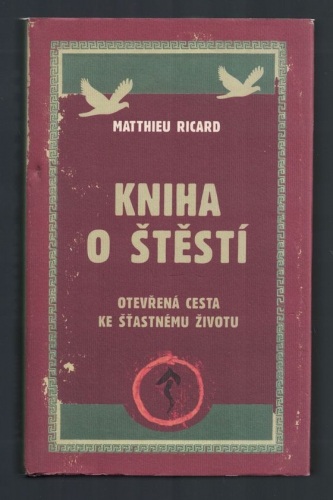 MATTHIEU RICARD
KNIHA
O ŠTĚSTÍ
OTEVŘENÁ CESTA
KE ŠŤASTNÉMU ŽIVOTU